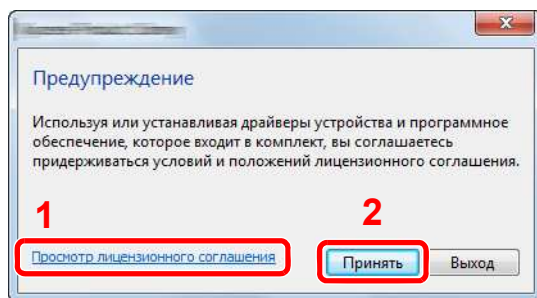 Предупреждение
Используя или устанавливая драйверы устройства и программное
обеспечение, которое входит в комплект, вы соглашаетесь
придерживаться условий и положений лицензионного соглашения.
1
2
Просмотр лицензионного соглашения
Принять
Выход